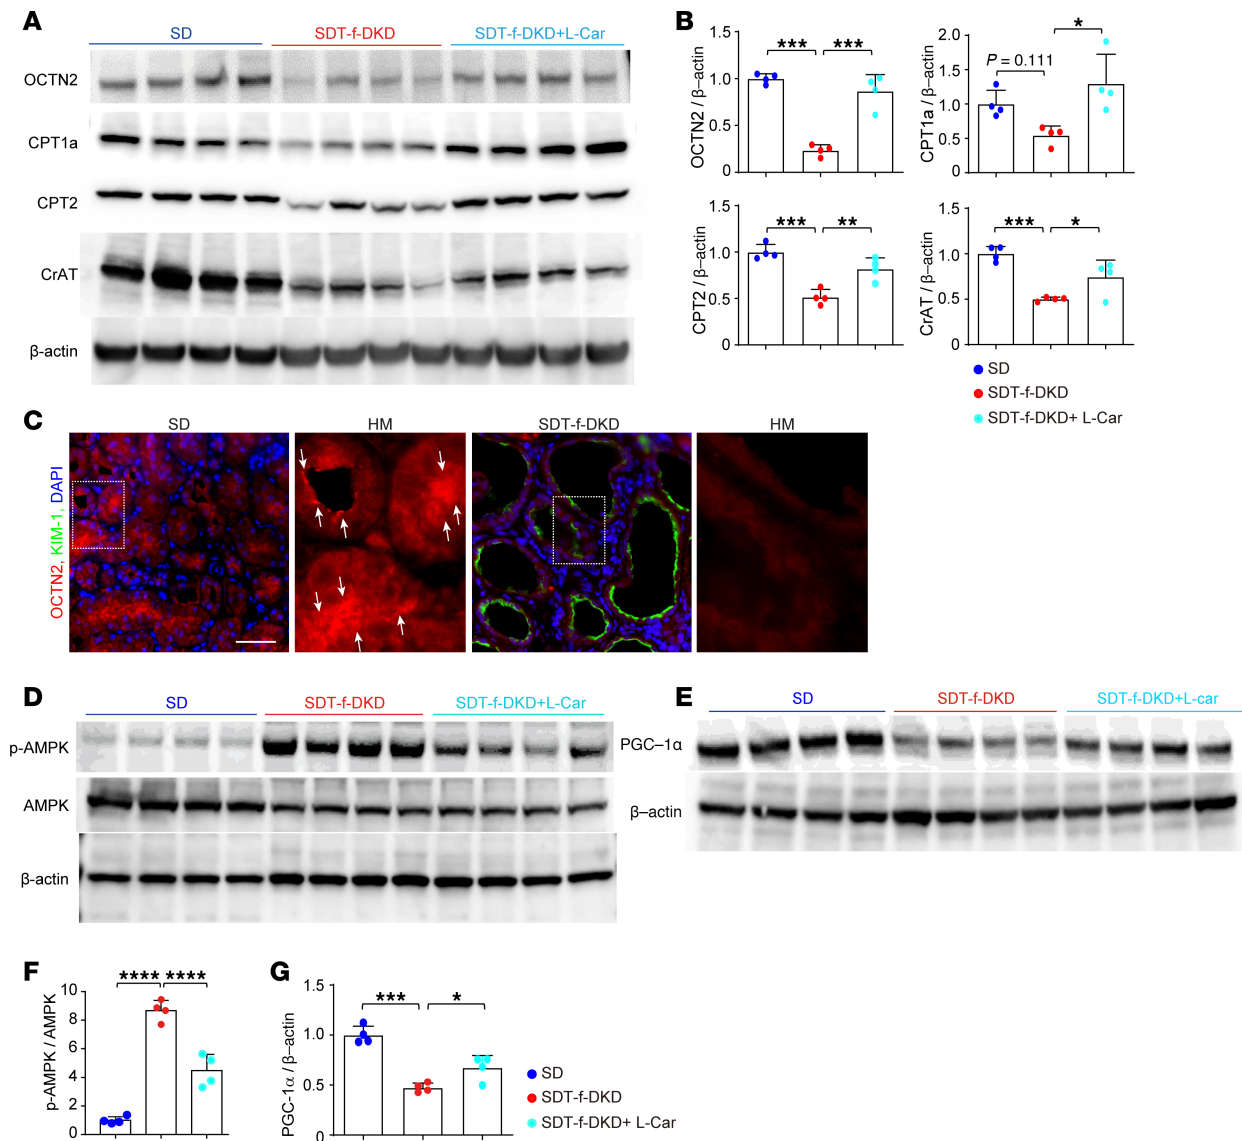 A
SD
SDT-f-DKD
SDT-f-DKD+L-Car
OCTN2
CPT1a
CPT2
CrAT
β-actin
B
OCTN2 / β–actin
1.5
1.0
0.5
0
***
***
CPT1a / β–actin
2.0
1.5
1.0
0.5
0
P = 0.111
*
CPT2 / β–actin
1.5
1.0
0.5
0
***
**
CrAT / β–actin
1.5
1.0
0.5
0
***
*
SD
SDT-f-DKD
SDT-f-DKD+ L-Car
C
SD
HM
SDT-f-DKD
HM
OCTN2, KIM-1, DAPI
D
SD
SDT-f-DKD
SDT-f-DKD+L-Car
p-AMPK
AMPK
β-actin
E
SD
SDT-f-DKD
SDT-f-DKD+L-car
PGC–1α
β–actin
F
p-AMPK / AMPK
10
8
6
4
2
0
****
****
G
PGC-1α / β–actin
1.5
1.0
0.5
0
***
*
SD
SDT-f-DKD
SDT-f-DKD+ L-Car